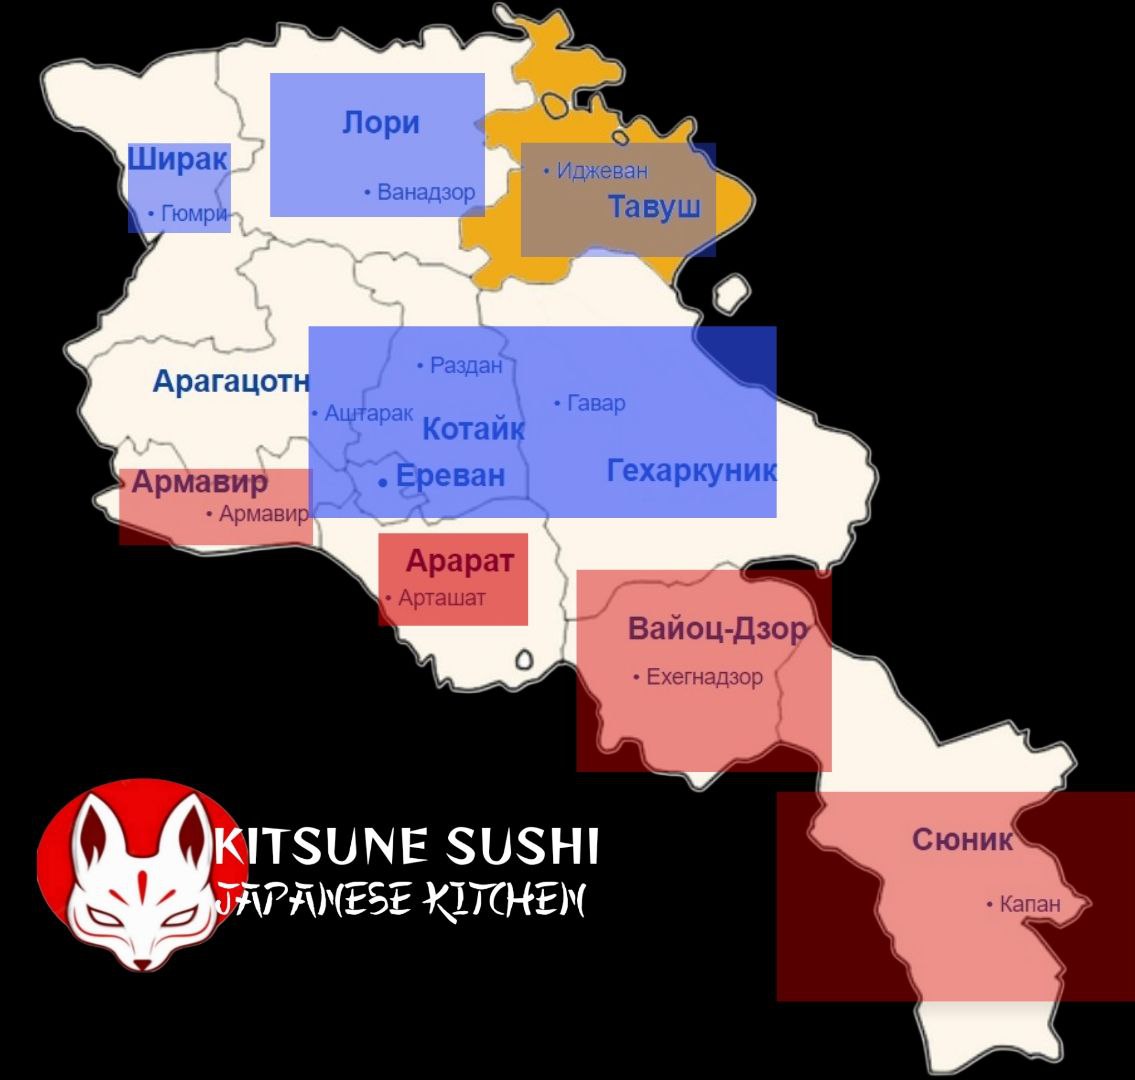 Лори
• Ванадзор
Ширак
• Гюмри
• Иджеван
Тавуш
Арагацотн
• Аштарак
• Раздан
Котайк
• Ереван
• Гавар
Гехаркуник
Армавир
• Армавир
Арарат
• Арташат
Вайоц-Дзор
• Ехегнадзор
Сюник
• Капан
KITSUNE SUSHI
JAPANESE KITCHEN